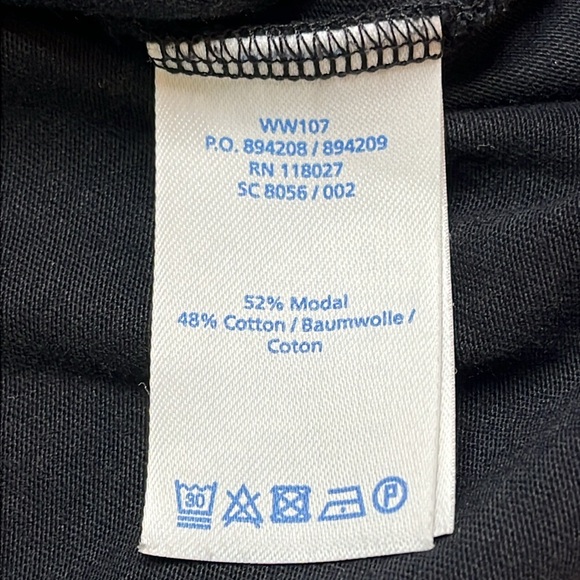 WW107
P.O. 894208 / 894209
RN 118027
SC 8056 / 002
52% Modal
48% Cotton / Baumwolle /
Coton
30 P